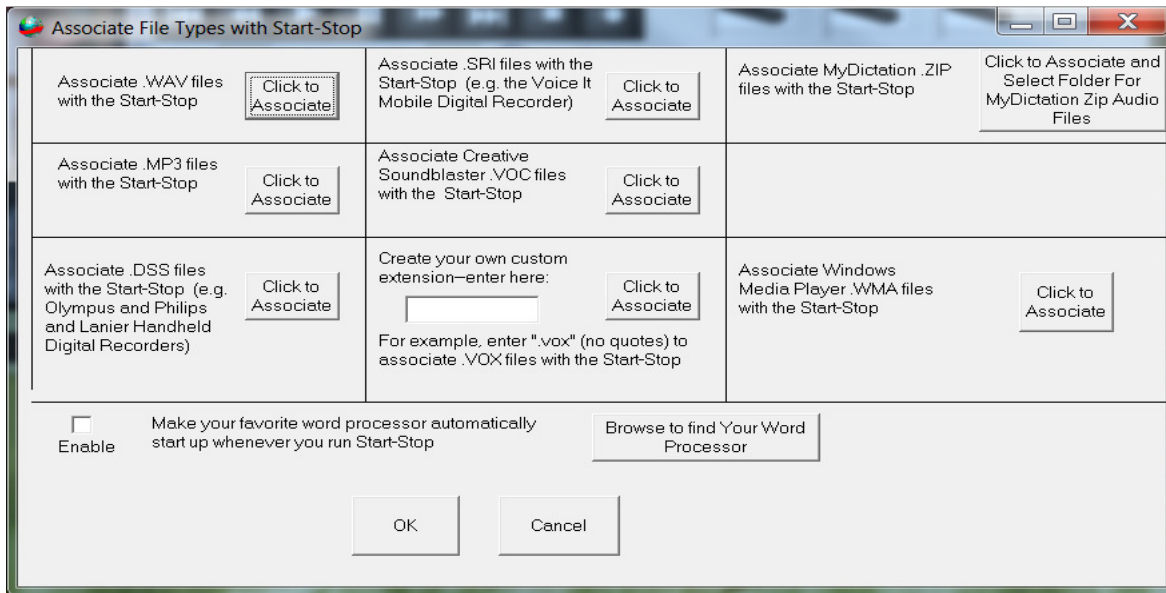 Associate File Types with Start-Stop
Associate .WAV files
with the Start-Stop
Click to
Associate
Associate .SRI files with the
Start-Stop (e.g. the Voice It
Mobile Digital Recorder)
Click to
Associate
Associate MyDictation .ZIP
files with the Start-Stop
Click to Associate and
Select Folder For
MyDictation Zip Audio
Files
Associate .MP3 files
with the Start-Stop
Click to
Associate
Associate Creative
Soundblaster .VOC files
with the Start-Stop
Click to
Associate
Associate .DSS files
with the Start-Stop (e.g.
Olympus and Philips
and Lanier Handheld
Digital Recorders)
Click to
Associate
Create your own custom
extension--enter here:
Click to
Associate
For example, enter ".vox" (no quotes) to
associate .VOX files with the Start-Stop
Associate Windows
Media Player .WMA files
with the Start-Stop
Click to
Associate
Enable
Make your favorite word processor automatically
start up whenever you run Start-Stop
Browse to find Your Word
Processor
OK
Cancel